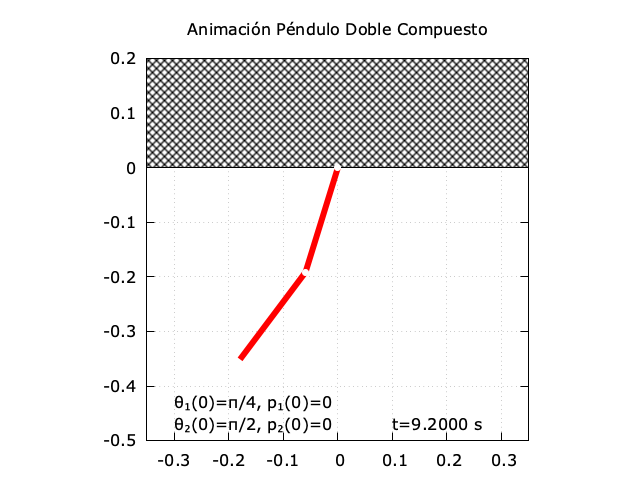 Animación Péndulo Doble Compuesto
0.2
0.1
0
-0.1
-0.2
-0.3
-0.4
-0.5
θ₁(0)=π/4, p₁(0)=0
θ₂(0)=π/2, p₂(0)=0 t=9.2000 s
-0.3 -0.2 -0.1 0 0.1 0.2 0.3